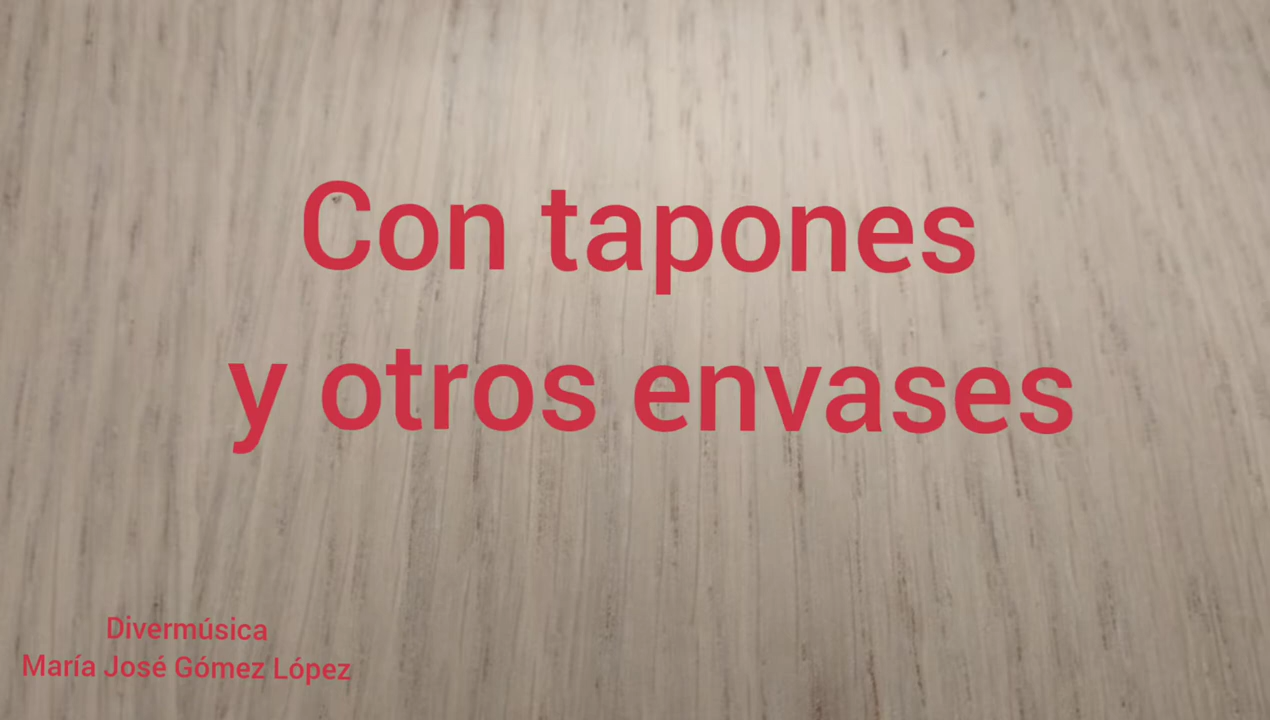 Con tapones
y otros envases
Divermúsica
María José Gómez López